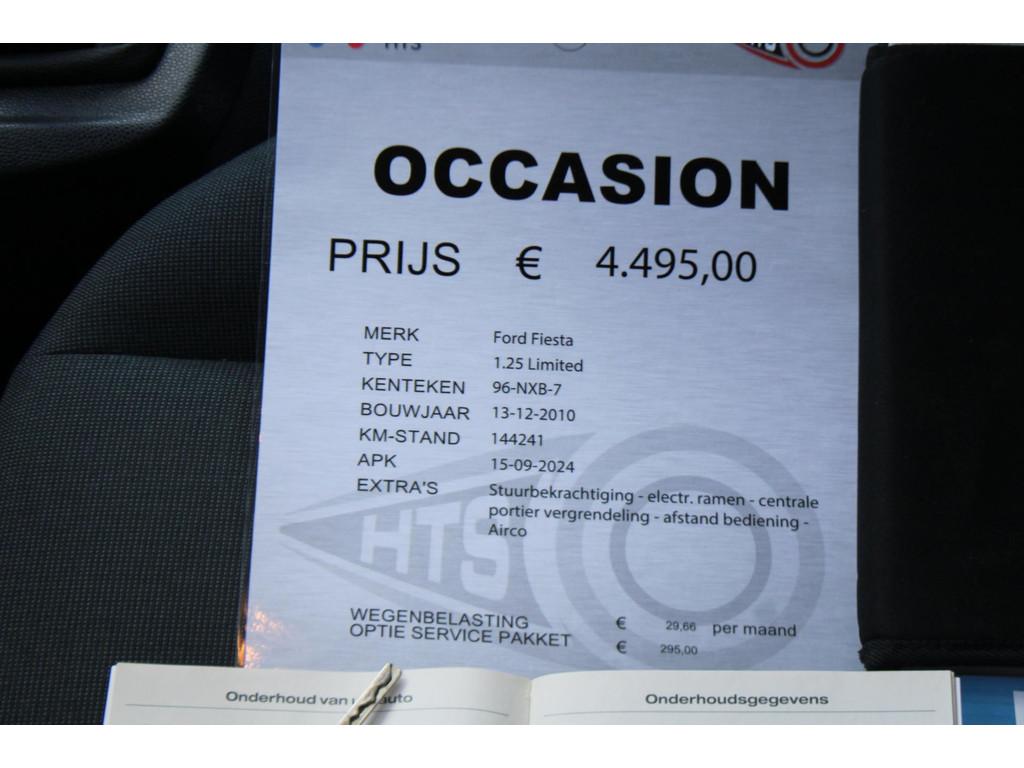 HTS
HTS
OCCASION
PRIJS € 4.495,00
MERK Ford Fiesta
TYPE 1.25 Limited
KENTEKEN 96-NXB-7
BOUWJAAR 13-12-2010
KM-STAND 144241
APK 15-09-2024
EXTRA'S Stuurbekrachtiging - electr. ramen - centrale
portier vergrendeling - afstand bediening -
Airco
HTS
WEGENBELASTING € 29,66 per maand
OPTIE SERVICE PAKKET € 295,00
Onderhoud van auto
Onderhoudsgegevens